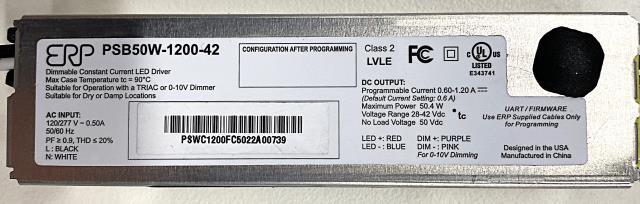 ERP PSB50W-1200-42
Dimmable Constant Current LED Driver
Max Case Temperature tc = 90°C
Suitable for Operation with a TRIAC or 0-10V Dimmer
Suitable for Dry or Damp Locations
AC INPUT:
120/277 V ~ 0.50A
50/60 Hz
PF ≥ 0.9, THD ≤ 20%
L : BLACK
N: WHITE
CONFIGURATION AFTER PROGRAMMING
PSWC1200FC5022A00739
Class 2
LVLE
FC
c UL US
LISTED
E343741
DC OUTPUT:
Programmable Current 0.60-1.20 A ⎓
(Default Current Setting: 0.6 A)
Maximum Power 50.4 W
Voltage Range 28-42 Vdc
No Load Voltage 50 Vdc
• tc
LED +: RED DIM +: PURPLE
LED -: BLUE DIM - : PINK
For 0-10V Dimming
UART / FIRMWARE
Use ERP Supplied Cables Only
for Programming
Designed in the USA
Manufactured in China